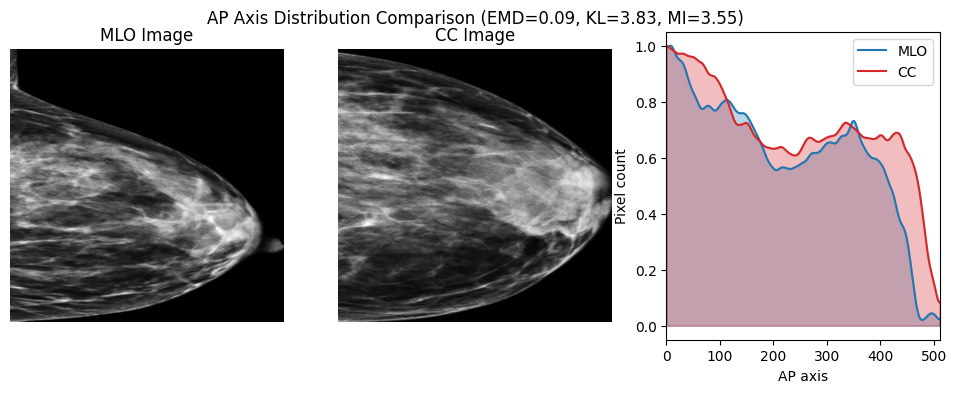 AP Axis Distribution Comparison (EMD=0.09, KL=3.83, MI=3.55)
MLO Image
CC Image
MLO
CC
Pixel count
1.0
0.8
0.6
0.4
0.2
0.0
0 100 200 300 400 500
AP axis